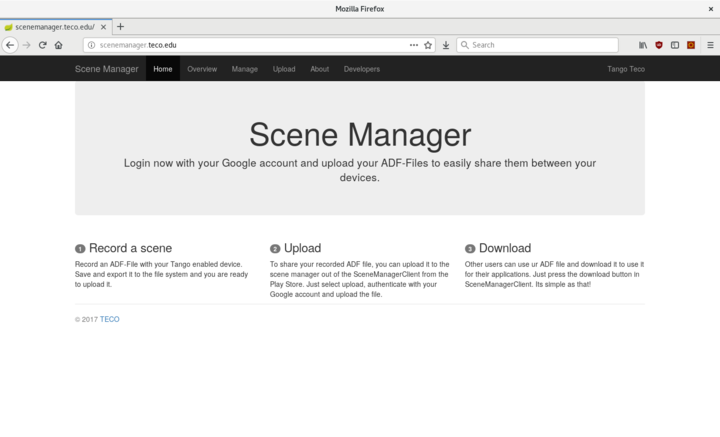 Mozilla Firefox
scenemanager.teco.edu/
scenemanager.teco.edu
Search
Scene Manager Home Overview Manage Upload About Developers Tango Teco
Scene Manager
Login now with your Google account and upload your ADF-Files to easily share them between your
devices.
1 Record a scene
Record an ADF-File with your Tango enabled device.
Save and export it to the file system and you are ready
to upload it.
2 Upload
To share your recorded ADF file, you can upload it to the
scene manager out of the SceneManagerClient from the
Play Store. Just select upload, authenticate with your
Google account and upload the file.
3 Download
Other users can use ur ADF file and download it to use it
for their applications. Just press the download button in
SceneManagerClient. Its simple as that!
© 2017 TECO